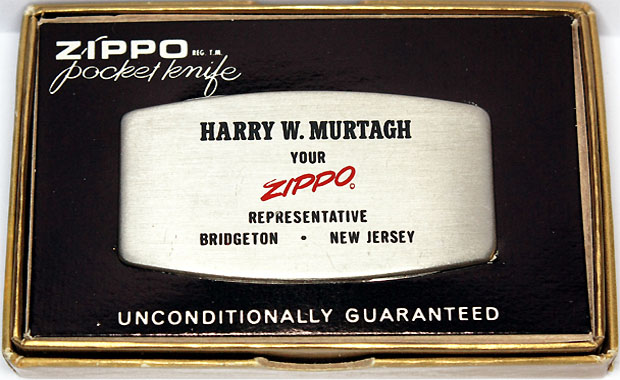 ZIPPO REG. T.M.
pocket knife
HARRY W. MURTAGH
YOUR
ZIPPO
REPRESENTATIVE
BRIDGETON • NEW JERSEY
UNCONDITIONALLY GUARANTEED